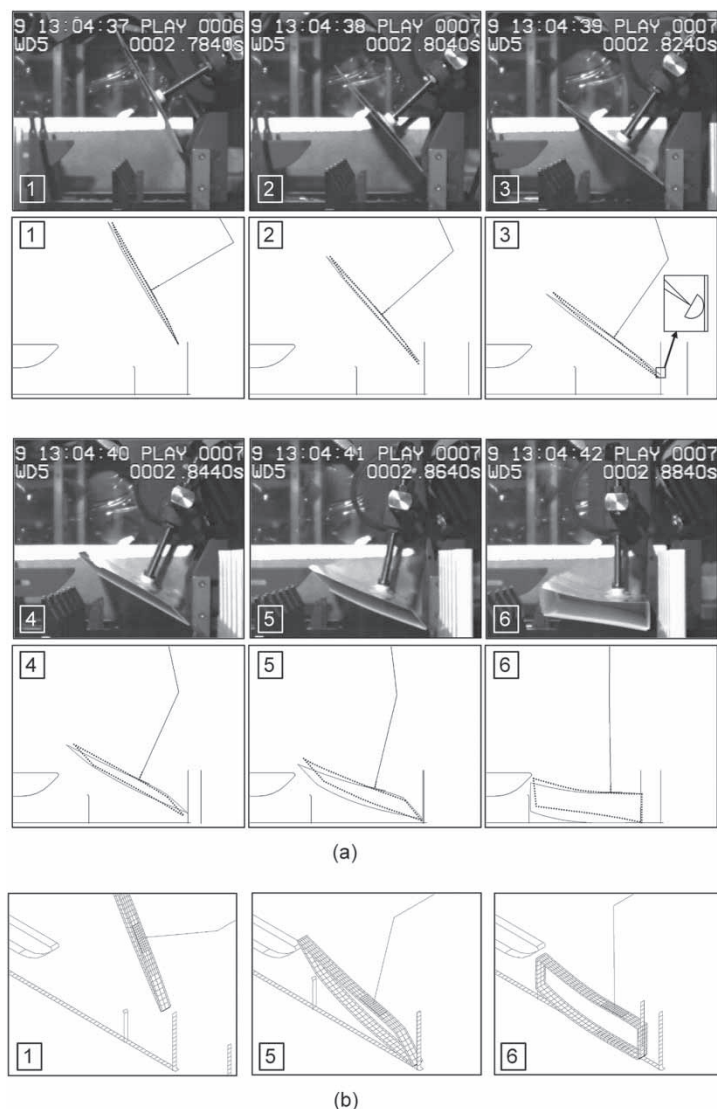 9 13:04:37 PLAY 0006
WD5 0002.7840s
1
9 13:04:38 PLAY 0007
WD5 0002.8040s
2
9 13:04:39 PLAY 0007
WD5 0002.8240s
3
1
2
3
9 13:04:40 PLAY 0007
WD5 0002.8440s
4
9 13:04:41 PLAY 0007
WD5 0002.8640s
5
9 13:04:42 PLAY 0007
WD5 0002.8840s
6
4
5
6
(a)
1
5
6
(b)